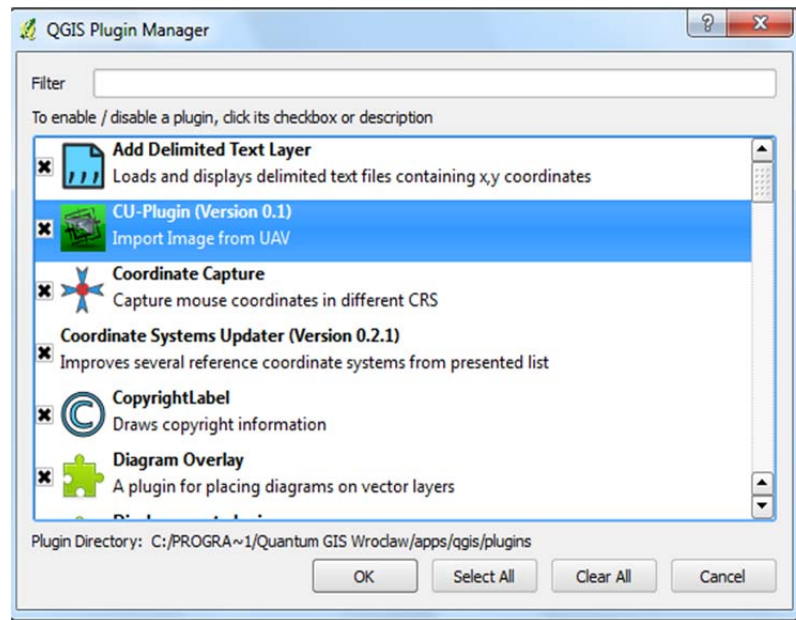 QGIS Plugin Manager
Filter
To enable / disable a plugin, click its checkbox or description
Add Delimited Text Layer
Loads and displays delimited text files containing x,y coordinates
CU-Plugin (Version 0.1)
Import Image from UAV
Coordinate Capture
Capture mouse coordinates in different CRS
Coordinate Systems Updater (Version 0.2.1)
Improves several reference coordinate systems from presented list
CopyrightLabel
Draws copyright information
Diagram Overlay
A plugin for placing diagrams on vector layers
Plugin Directory: C:/PROGRA~1/Quantum GIS Wroclaw/apps/qgis/plugins
OK Select All Clear All Cancel